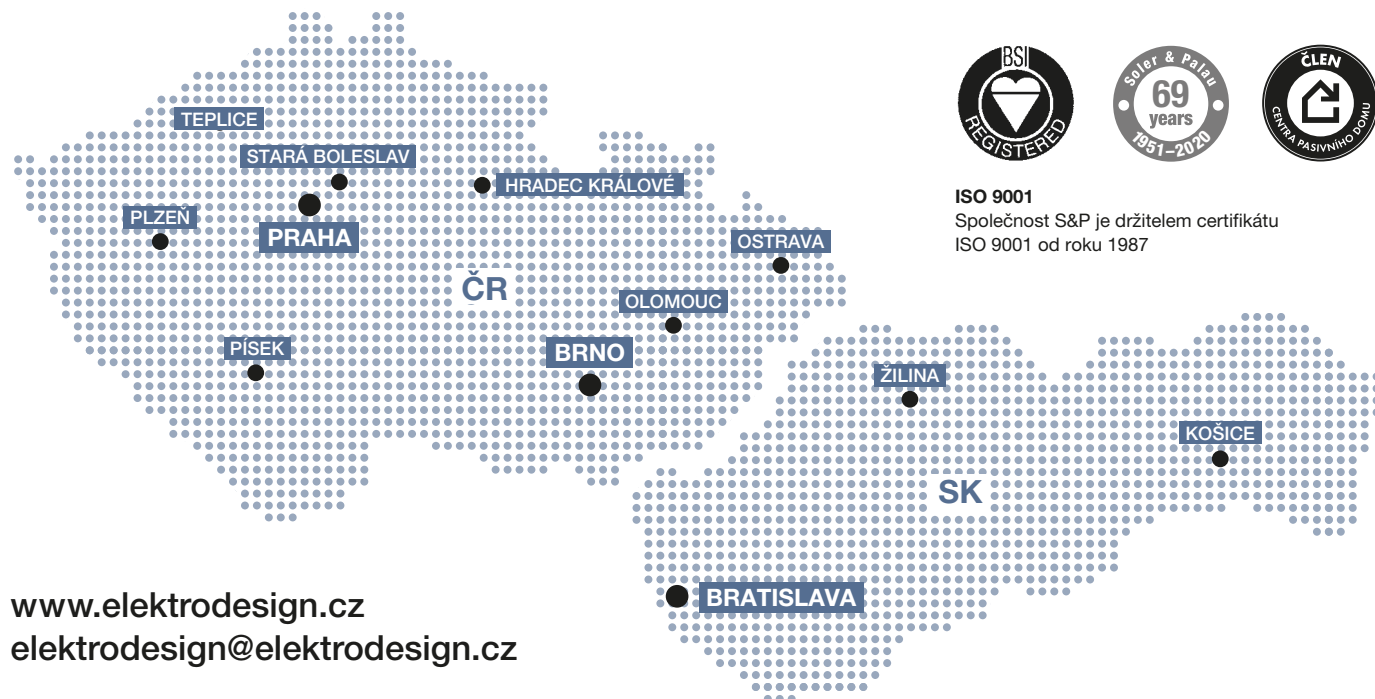 TEPLICE
STARÁ BOLESLAV
HRADEC KRÁLOVÉ
PLZEŇ
PRAHA
OSTRAVA
ČR
OLOMOUC
PÍSEK
BRNO
ŽILINA
KOŠICE
SK
BRATISLAVA
BSI
REGISTERED
Soler & Palau
69
years
1951–2020
ČLEN
CENTRA PASIVNÍHO DOMU
ISO 9001
Společnost S&P je držitelem certifikátu
ISO 9001 od roku 1987
www.elektrodesign.cz
elektrodesign@elektrodesign.cz